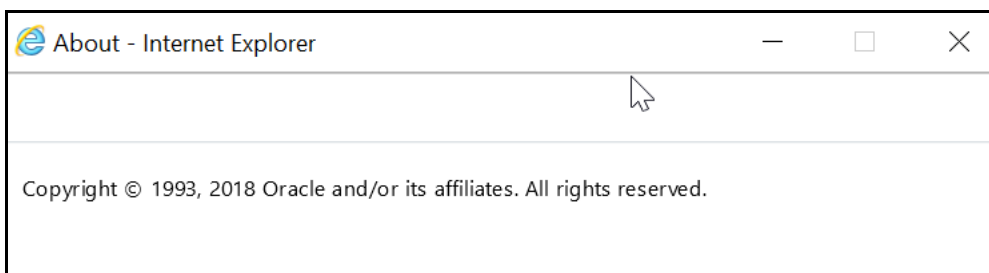 About - Internet Explorer
Copyright © 1993, 2018 Oracle and/or its affiliates. All rights reserved.